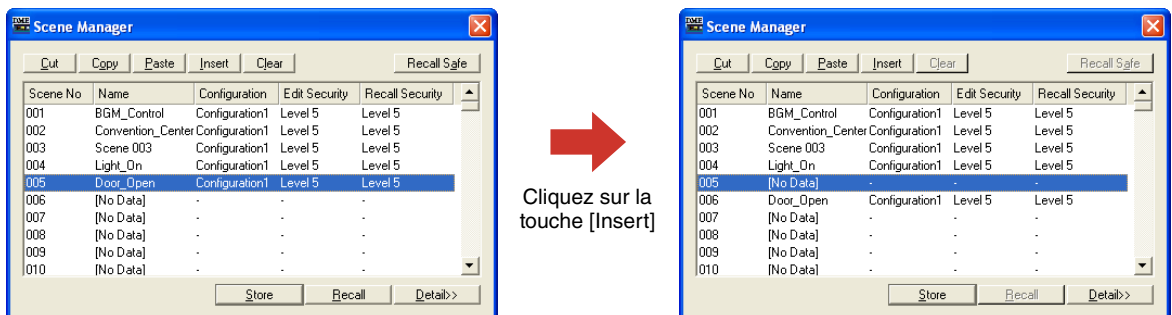 DME Scene Manager
Cut Copy Paste Insert Clear Recall Safe
Scene No Name Configuration Edit Security Recall Security
001 BGM_Control Configuration1 Level 5 Level 5
002 Convention_Center Configuration1 Level 5 Level 5
003 Scene 003 Configuration1 Level 5 Level 5
004 Light_On Configuration1 Level 5 Level 5
005 Door_Open Configuration1 Level 5 Level 5
006 [No Data] - - -
007 [No Data] - - -
008 [No Data] - - -
009 [No Data] - - -
010 [No Data] - - -
Store Recall Detail>>
Cliquez sur la
touche [Insert]
DME Scene Manager
Cut Copy Paste Insert Clear Recall Safe
Scene No Name Configuration Edit Security Recall Security
001 BGM_Control Configuration1 Level 5 Level 5
002 Convention_Center Configuration1 Level 5 Level 5
003 Scene 003 Configuration1 Level 5 Level 5
004 Light_On Configuration1 Level 5 Level 5
005 [No Data] - - -
006 Door_Open Configuration1 Level 5 Level 5
007 [No Data] - - -
008 [No Data] - - -
009 [No Data] - - -
010 [No Data] - - -
Store Recall Detail>>